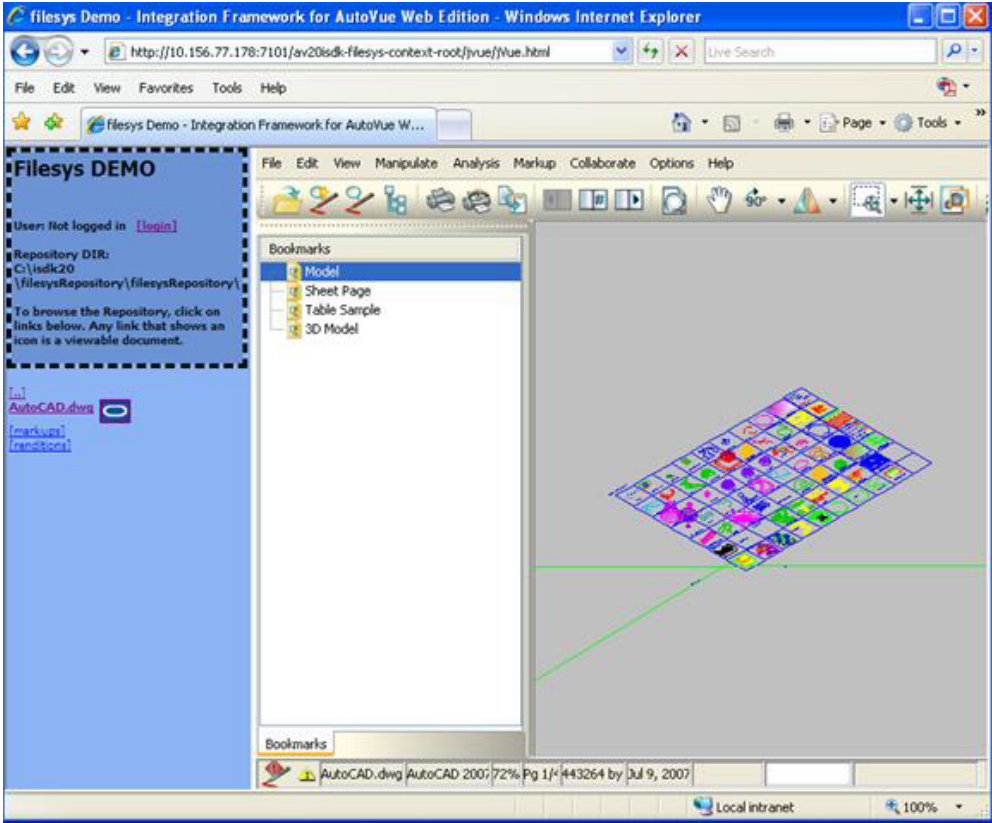 filesys Demo - Integration Framework for AutoVue Web Edition - Windows Internet Explorer
http://10.156.77.178:7101/av20isdk-filesys-context-root/jvue/jVue.html
Live Search
File Edit View Favorites Tools Help
filesys Demo - Integration Framework for AutoVue W...
Page Tools
Filesys DEMO
User: Not logged in [login]
Repository DIR:
C:\isdk20
\filesysRepository\filesysRepository\
To browse the Repository, click on
links below. Any link that shows an
icon is a viewable document.
[..]
AutoCAD.dwg
[markups]
[renditions]
File Edit View Manipulate Analysis Markup Collaborate Options Help
90°
Bookmarks
Model
Sheet Page
Table Sample
3D Model
Bookmarks
AutoCAD.dwg AutoCAD 2007 72% Pg 1/4 443264 by Jul 9, 2007
Local intranet 100%